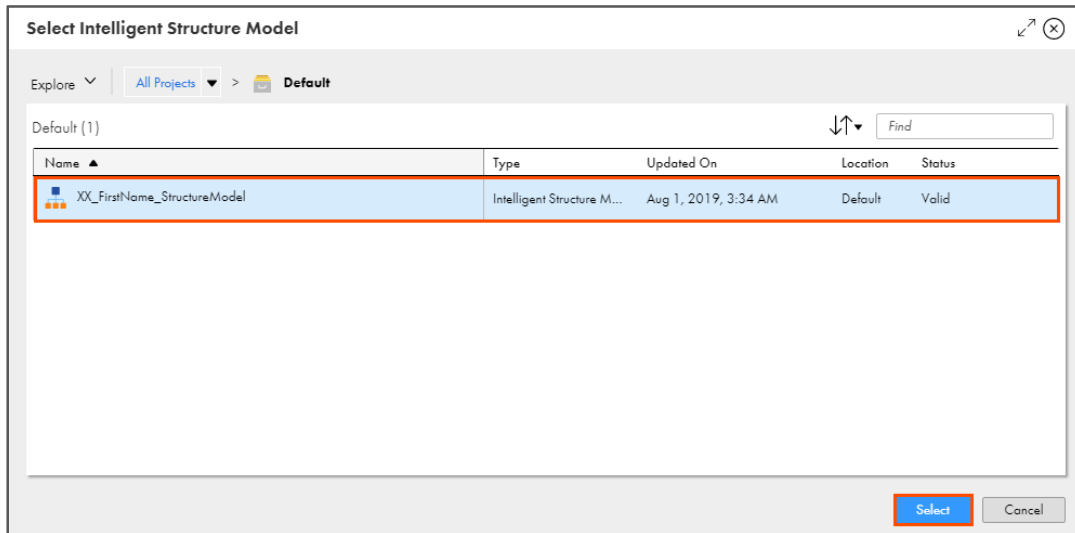 Select Intelligent Structure Model
Explore All Projects > Default
Default (1) Find
Name Type Updated On Location Status
XX_FirstName_StructureModel Intelligent Structure M... Aug 1, 2019, 3:34 AM Default Valid
Select Cancel